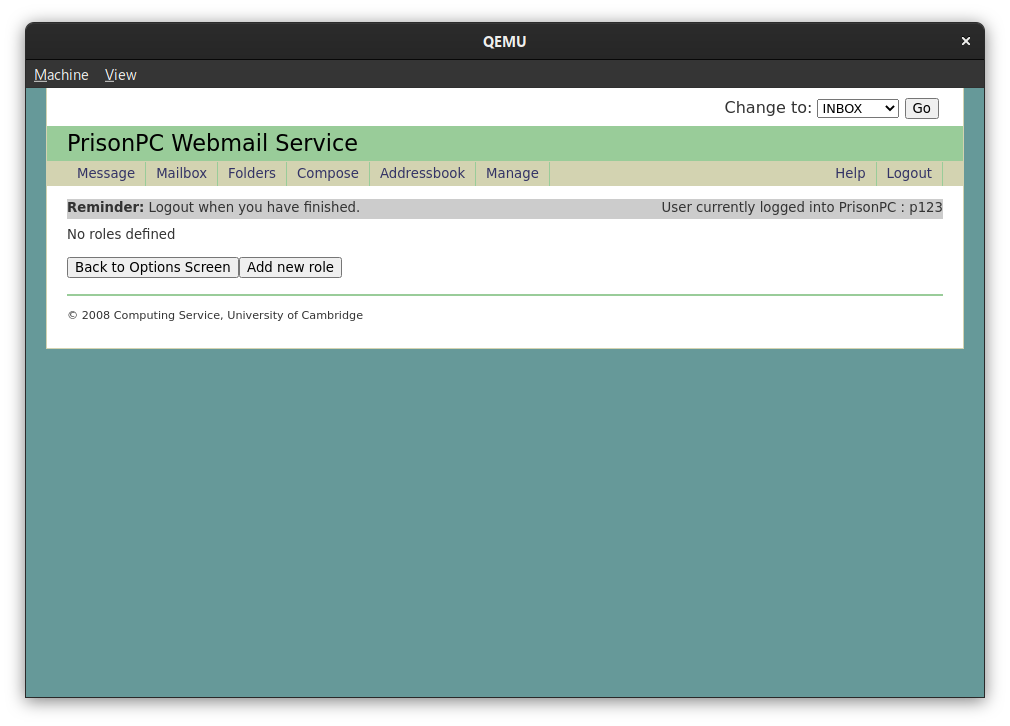 QEMU
Machine View
Change to: INBOX Go
PrisonPC Webmail Service
Message Mailbox Folders Compose Addressbook Manage Help Logout
Reminder: Logout when you have finished. User currently logged into PrisonPC : p123
No roles defined
Back to Options Screen Add new role
© 2008 Computing Service, University of Cambridge